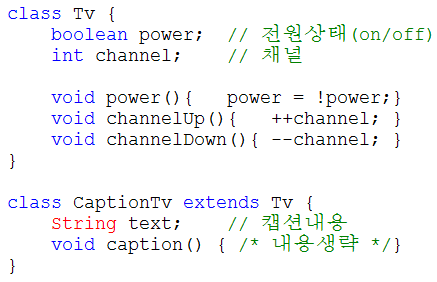 class Tv {
    boolean power;  // 전원상태(on/off)
    int channel;    // 채널

    void power(){   power = !power;}
    void channelUp(){   ++channel; }
    void channelDown(){ --channel; }
}

class CaptionTv extends Tv {
    String text;    // 캡션내용
    void caption() { /* 내용생략 */}
}